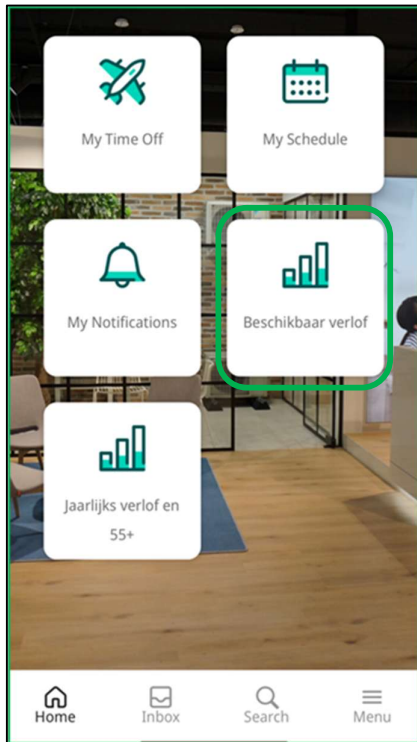 My Time Off
My Schedule
My Notifications
Beschikbaar verlof
Jaarlijks verlof en
55+
Home
Inbox
Search
Menu